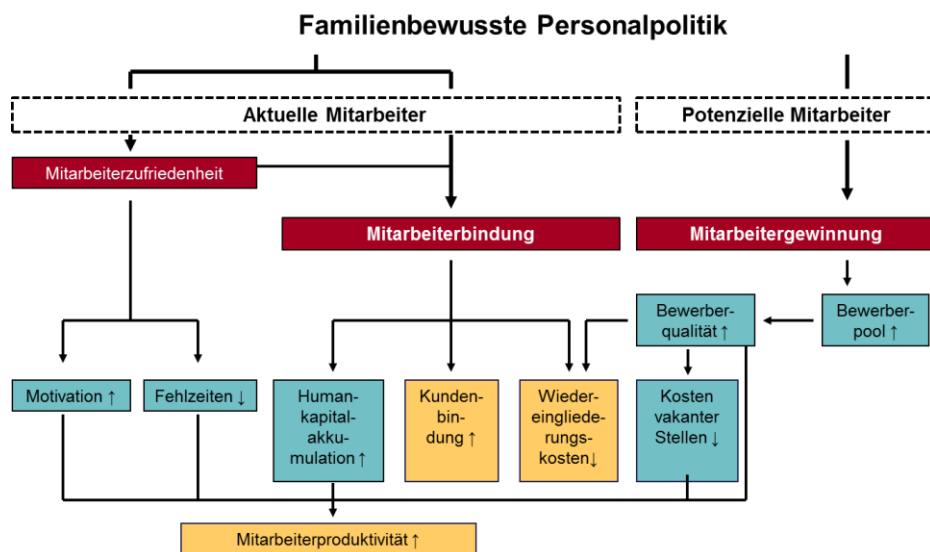 Familienbewusste Personalpolitik
Aktuelle Mitarbeiter
Potenzielle Mitarbeiter
Mitarbeiterzufriedenheit
Mitarbeiterbindung
Mitarbeitergewinnung
Bewerber-
qualität ↑
Bewerber-
pool ↑
Motivation ↑
Fehlzeiten ↓
Human-
kapital-
akku-
mulation ↑
Kunden-
bin-
dung ↑
Wieder-
eingliede-
rungs-
kosten↓
Kosten
vakanter
Stellen ↓
Mitarbeiterproduktivität ↑